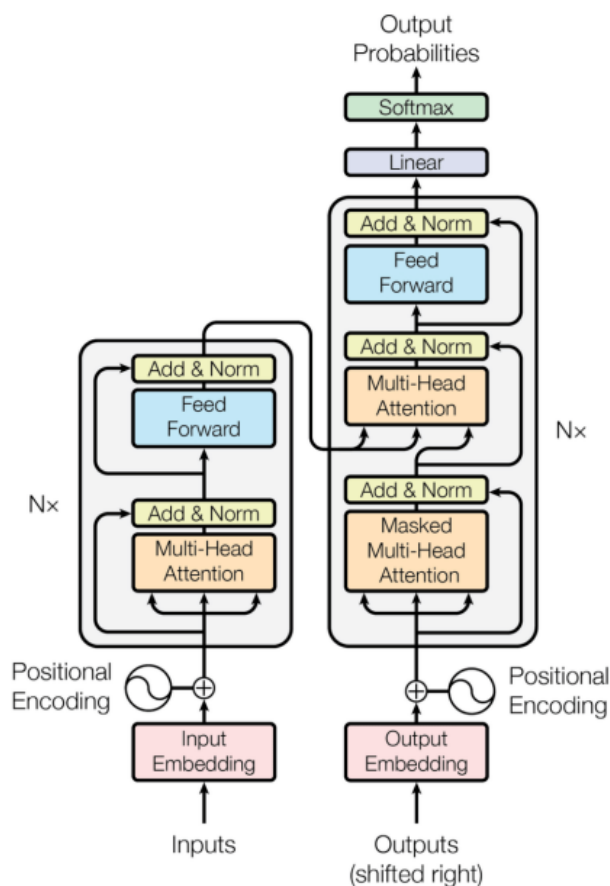 Output
Probabilities
Softmax
Linear
Add & Norm
Feed
Forward
Add & Norm
Multi-Head
Attention
Add & Norm
Masked
Multi-Head
Attention
Nx
Add & Norm
Feed
Forward
Add & Norm
Multi-Head
Attention
Nx
Positional
Encoding
Positional
Encoding
Input
Embedding
Output
Embedding
Inputs
Outputs
(shifted right)